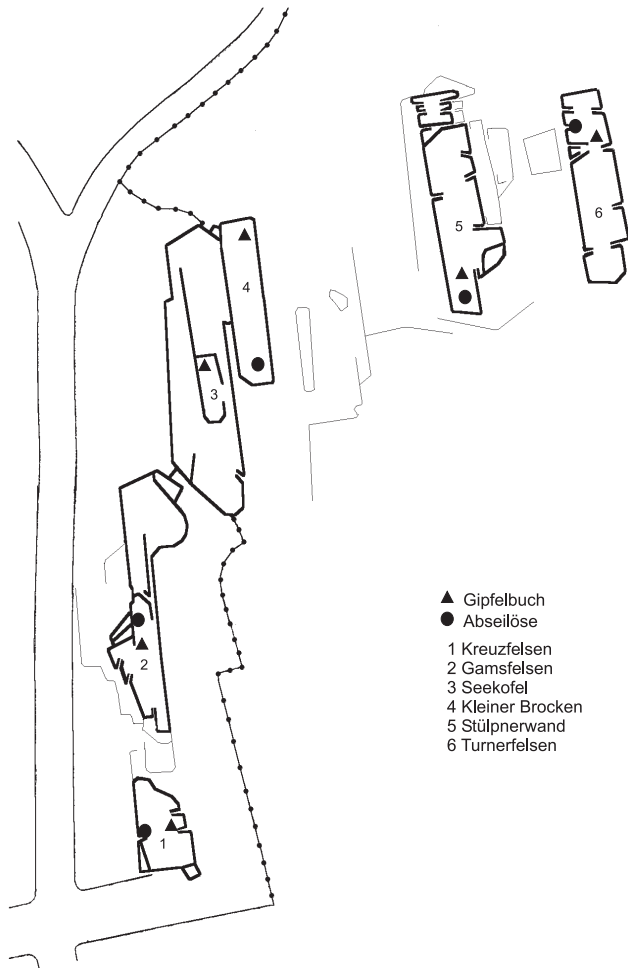 6
5
4
3
Gipfelbuch
Abseilöse
1 Kreuzfelsen
2 Gamsfelsen
3 Seekofel
4 Kleiner Brocken
5 Stülpnerwand
6 Turnerfelsen
2
1